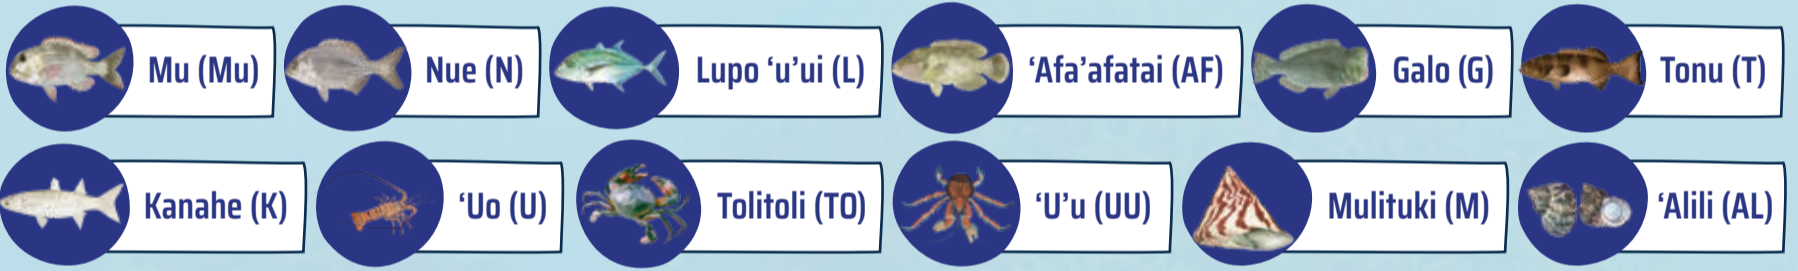 Mu (Mu)
Nue (N)
Lupo ‘u’ui (L)
‘Afa’afatai (AF)
Galo (G)
Tonu (T)
Kanahe (K)
‘Uo (U)
Tolitoli (TO)
‘U’u (UU)
Mulituki (M)
‘Alili (AL)